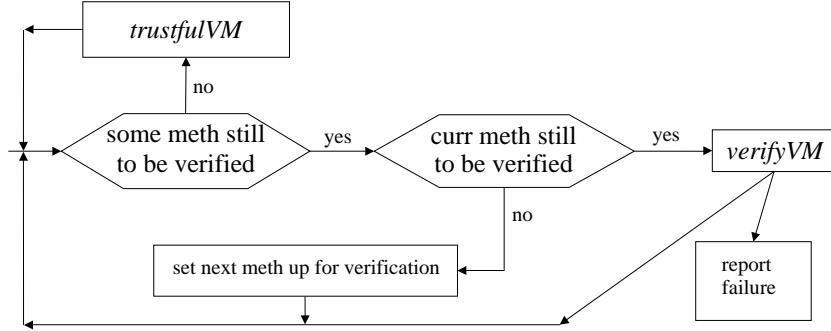 trustfulVM
no
some meth still
to be verified
yes
curr meth still
to be verified
yes
verifyVM
no
set next meth up for verification
report
failure